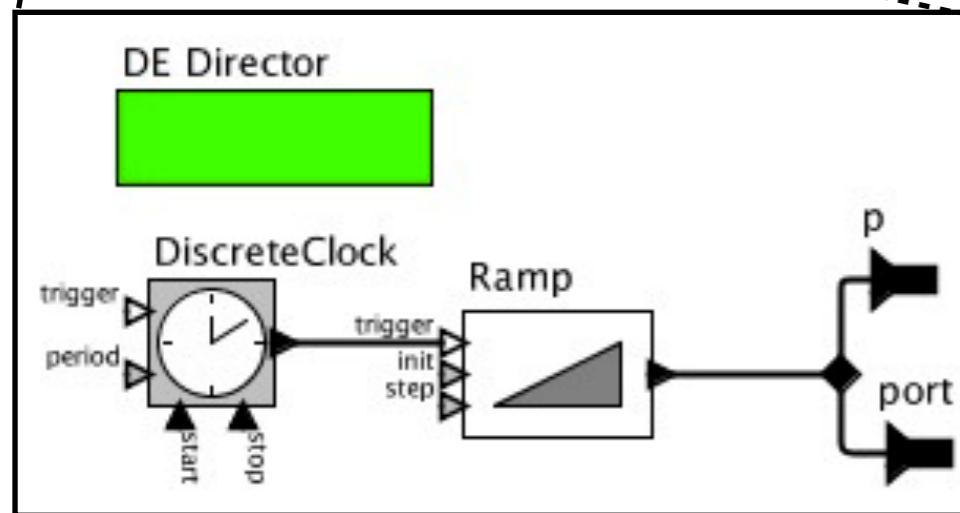 DE Director
DiscreteClock
trigger
period
start
stop
Ramp
trigger
init
step
p
port